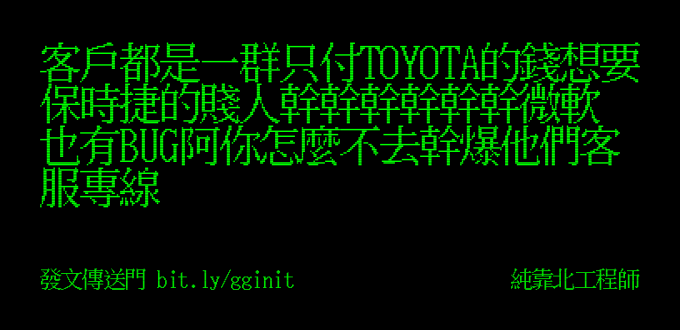 客戶都是一群只付TOYOTA的錢想要
保時捷的賤人幹幹幹幹幹幹微軟
也有BUG阿你怎麼不去幹爆他們客
服專線
發文傳送門 bit.ly/gginit
純靠北工程師